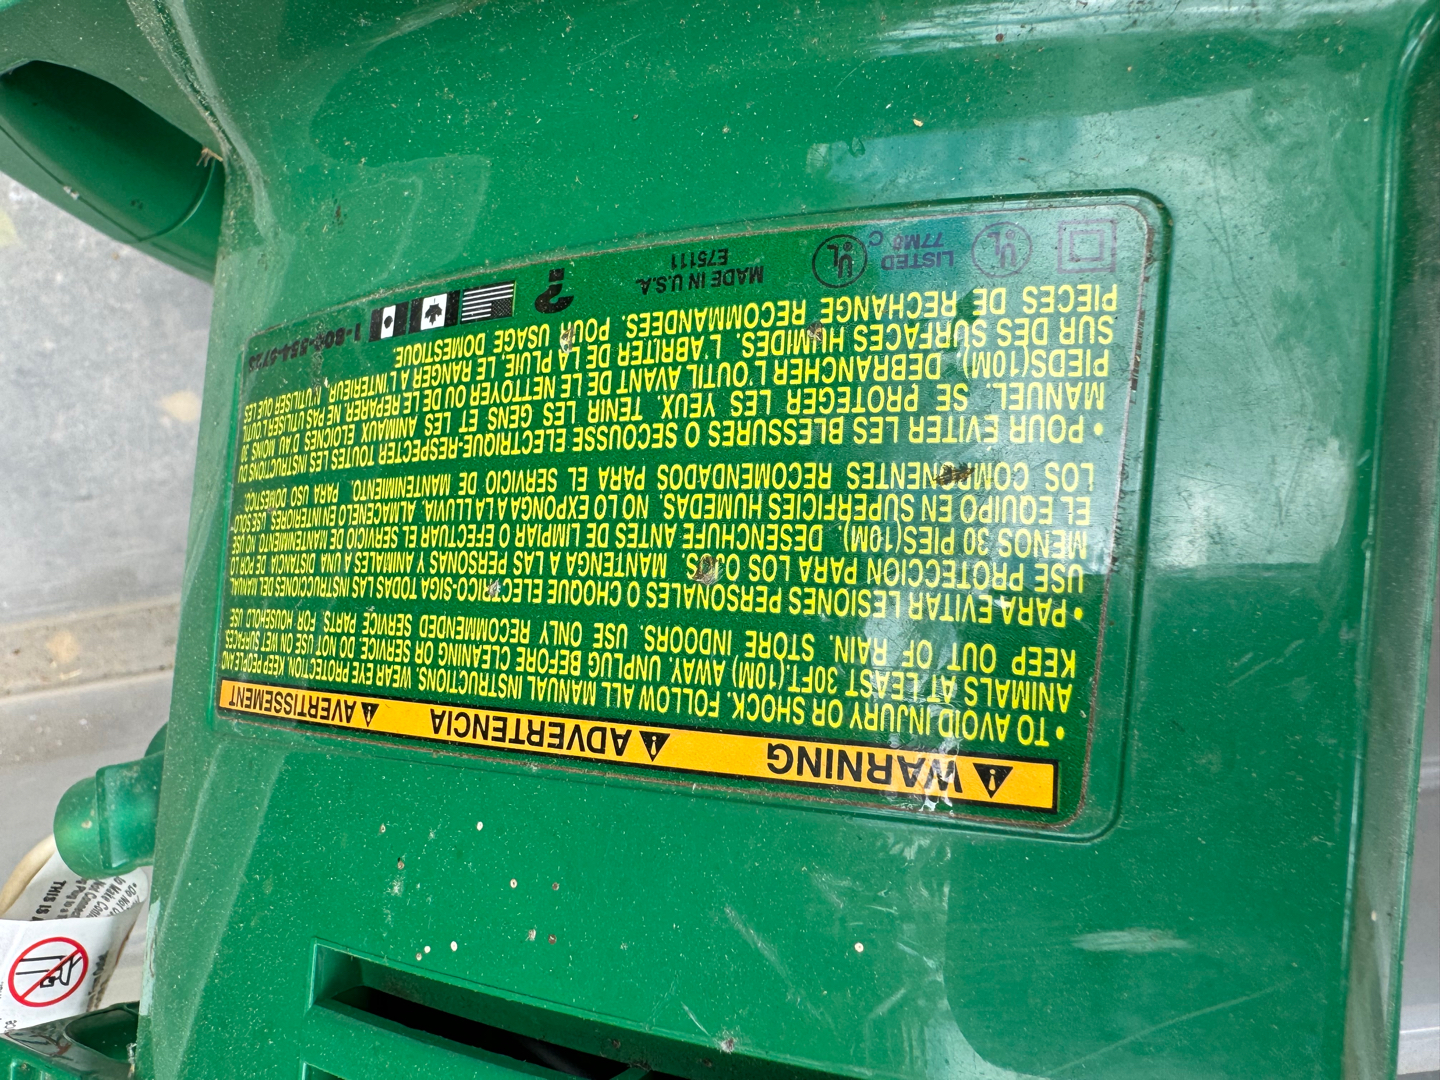 WARNING ADVERTENCIA AVERTISSEMENT
• TO AVOID INJURY OR SHOCK, FOLLOW ALL MANUAL INSTRUCTIONS. WEAR EYE PROTECTION. KEEP PEOPLE AND
ANIMALS AT LEAST 30FT.(10M) AWAY. UNPLUG BEFORE CLEANING OR SERVICE. DO NOT USE ON WET SURFACES
KEEP OUT OF RAIN. STORE INDOORS. USE ONLY RECOMMENDED SERVICE PARTS. FOR HOUSEHOLD USE.
• PARA EVITAR LESIONES PERSONALES O CHOQUE ELECTRICO-SIGA TODAS LAS INSTRUCCIONES DEL MANUAL
USE PROTECCION PARA LOS OJOS. MANTENGA A LAS PERSONAS Y ANIMALES A UNA DISTANCIA DE POR LO
MENOS 30 PIES(10M). DESENCHUFE ANTES DE LIMPIAR O EFECTUAR EL SERVICIO DE MANTENIMIENTO. NO USE
EL EQUIPO EN SUPERFICIES HUMEDAS. NO LO EXPONGA A LA LLUVIA. ALMACENELO EN INTERIORES. USE SOLO
LOS COMPONENTES RECOMENDADOS PARA EL SERVICIO DE MANTENIMIENTO. PARA USO DOMESTICO
• POUR EVITER LES BLESSURES O SECOUSSE ELECTRIQUE-RESPECTER TOUTES LES INSTRUCTIONS DU
MANUEL. SE PROTEGER LES YEUX. TENIR LES GENS ET LES ANIMAUX ELOIGNES D'AU MOINS 30
PIEDS(10M) DEBRANCHER L'OUTIL AVANT DE LE NETTOYER OU DE LE REPARER. NE PAS UTILISER L'OUTIL
SUR DES SURFACES HUMIDES. L'ABRITER DE LA PLUIE. LE RANGER A L'INTERIEUR. N'UTILISER QUE LES
PIECES DE RECHANGE RECOMMANDEES. POUR USAGE DOMESTIQUE
UL LISTED 77M6 C UL MADE IN U.S.A. E75111 ? 1-800-554-6723
THIS IS A